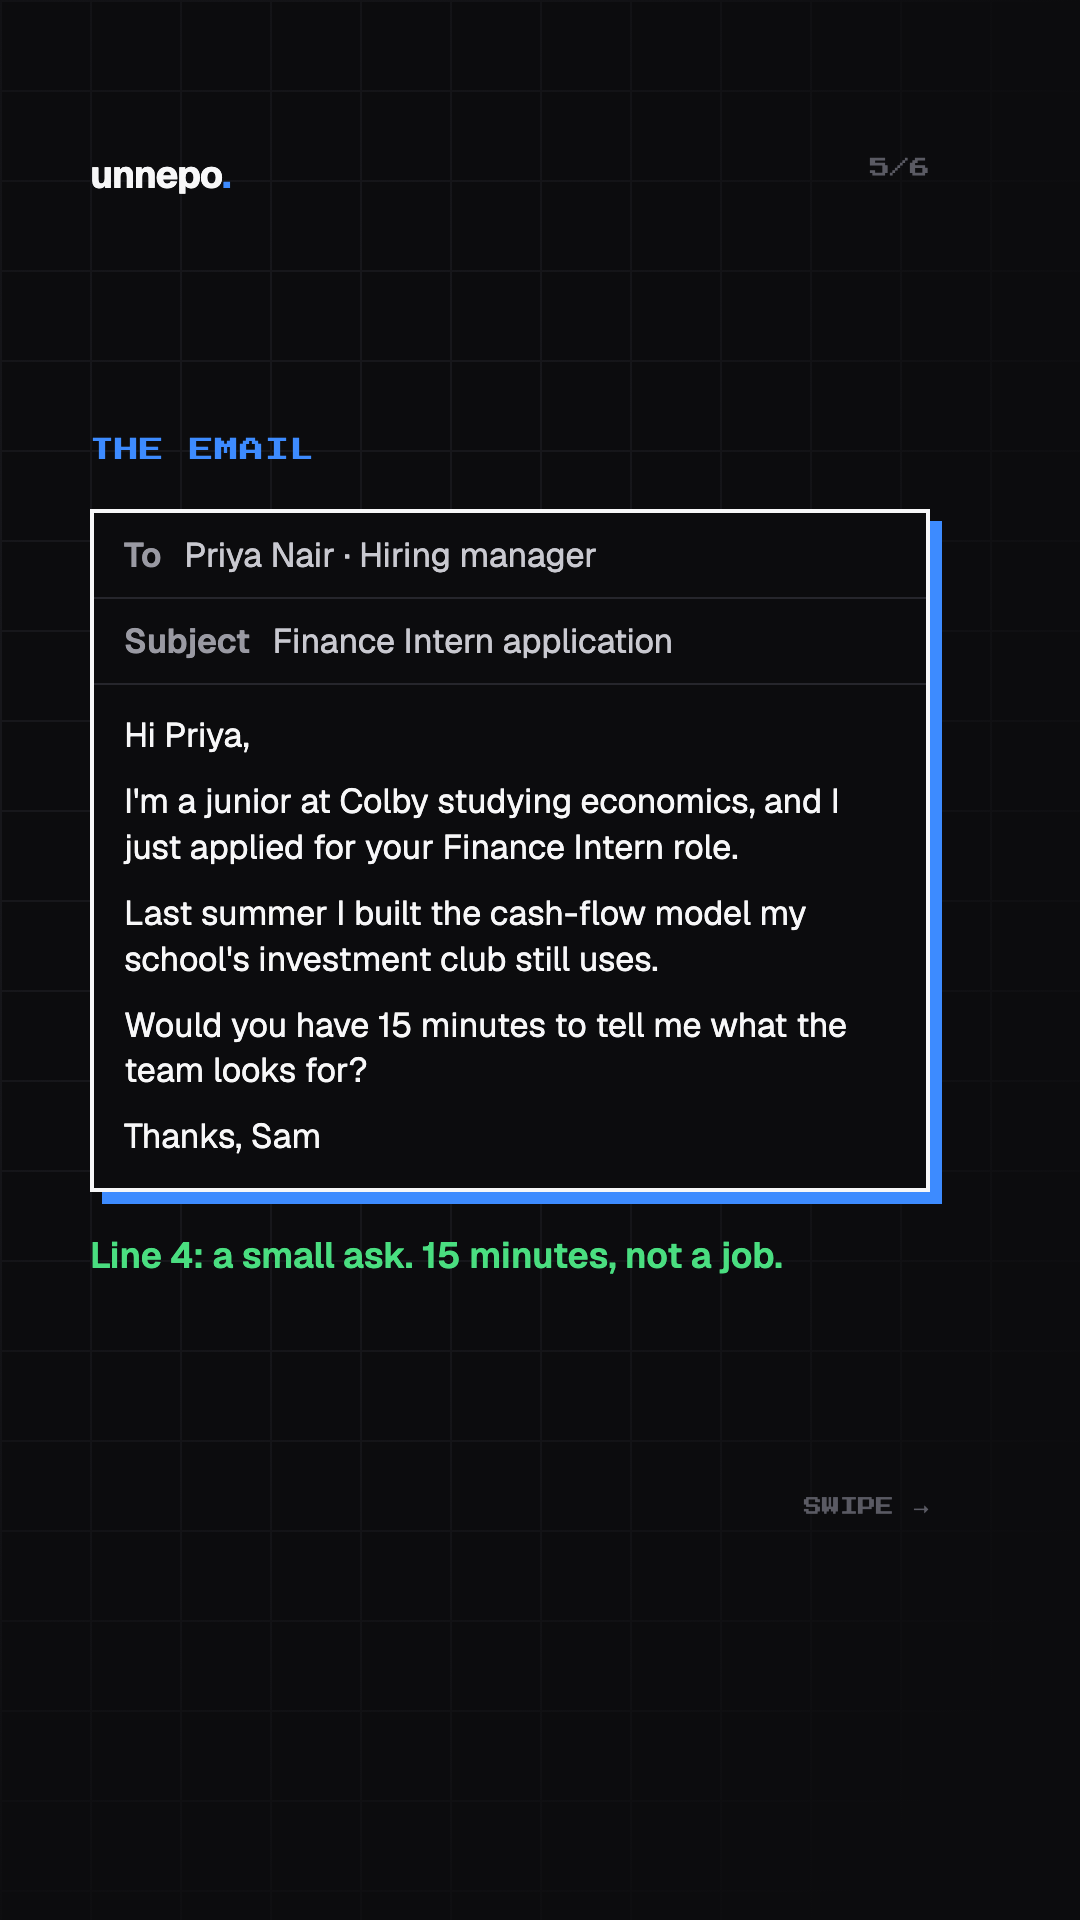 unnepo.
5/6
THE EMAIL
To Priya Nair · Hiring manager
Subject Finance Intern application
Hi Priya,
I'm a junior at Colby studying economics, and I
just applied for your Finance Intern role.
Last summer I built the cash-flow model my
school's investment club still uses.
Would you have 15 minutes to tell me what the
team looks for?
Thanks, Sam
Line 4: a small ask. 15 minutes, not a job.
SWIPE →